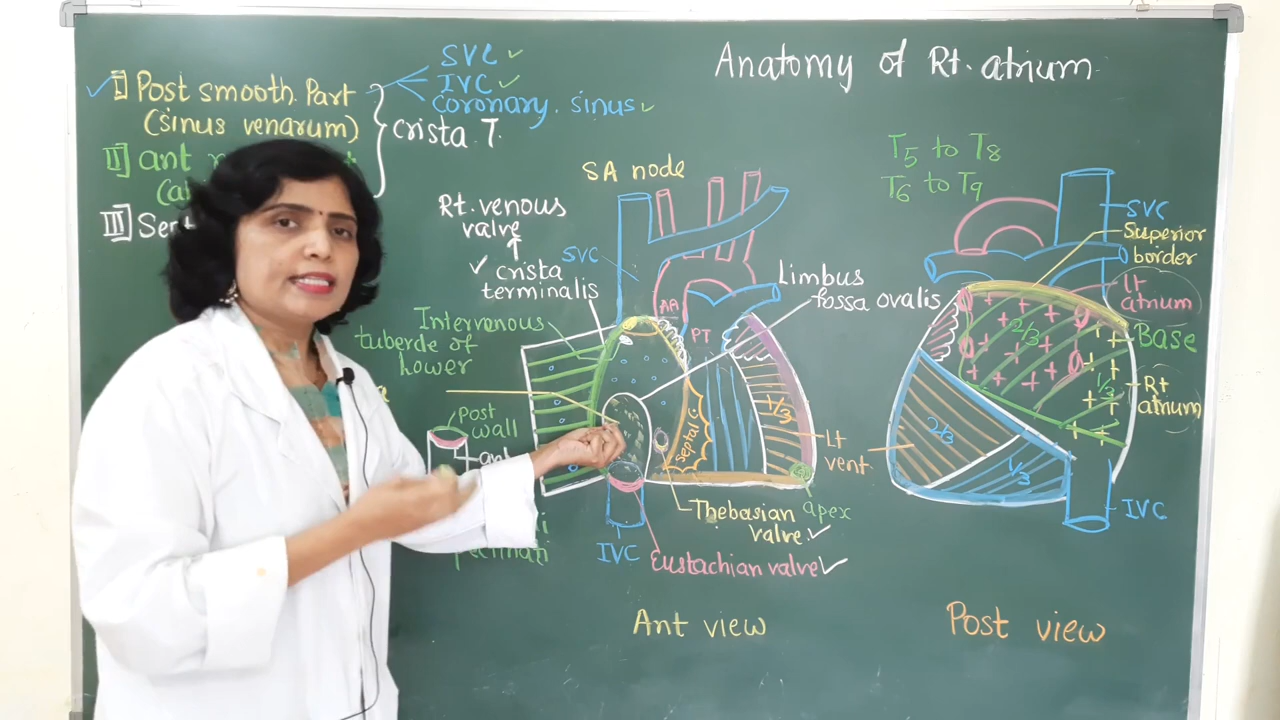 Anatomy of Rt. atrium
I] Post smooth Part
(sinus venarum)
II] ant
III]
SVC
IVC
coronary sinus
crista T.
SA node
Rt. venous
valve
crista
terminalis
SVC
Intervenous
tuberde of
lower
Post
wall
IVC
AA
PT
Limbus
fossa ovalis
septal C.
1/3
Lt
vent.
apex
Thebasian
valve
Eustachian valve
Ant view
T5 to T8
T6 to T9
SVC
Superior
border
Lt
atrium
Base
Rt
atrium
2/3
1/3
2/3
1/3
IVC
Post view